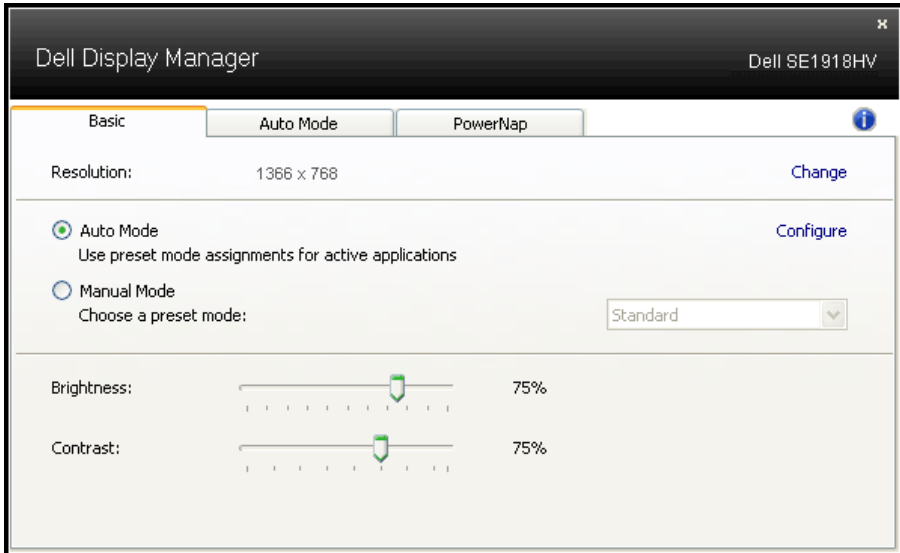 x
Dell Display Manager
Dell SE1918HV
Basic
Auto Mode
PowerNap
i
Resolution:
1366 x 768
Change
Auto Mode
Configure
Use preset mode assignments for active applications
Manual Mode
Choose a preset mode:
Standard
Brightness:
75%
Contrast:
75%